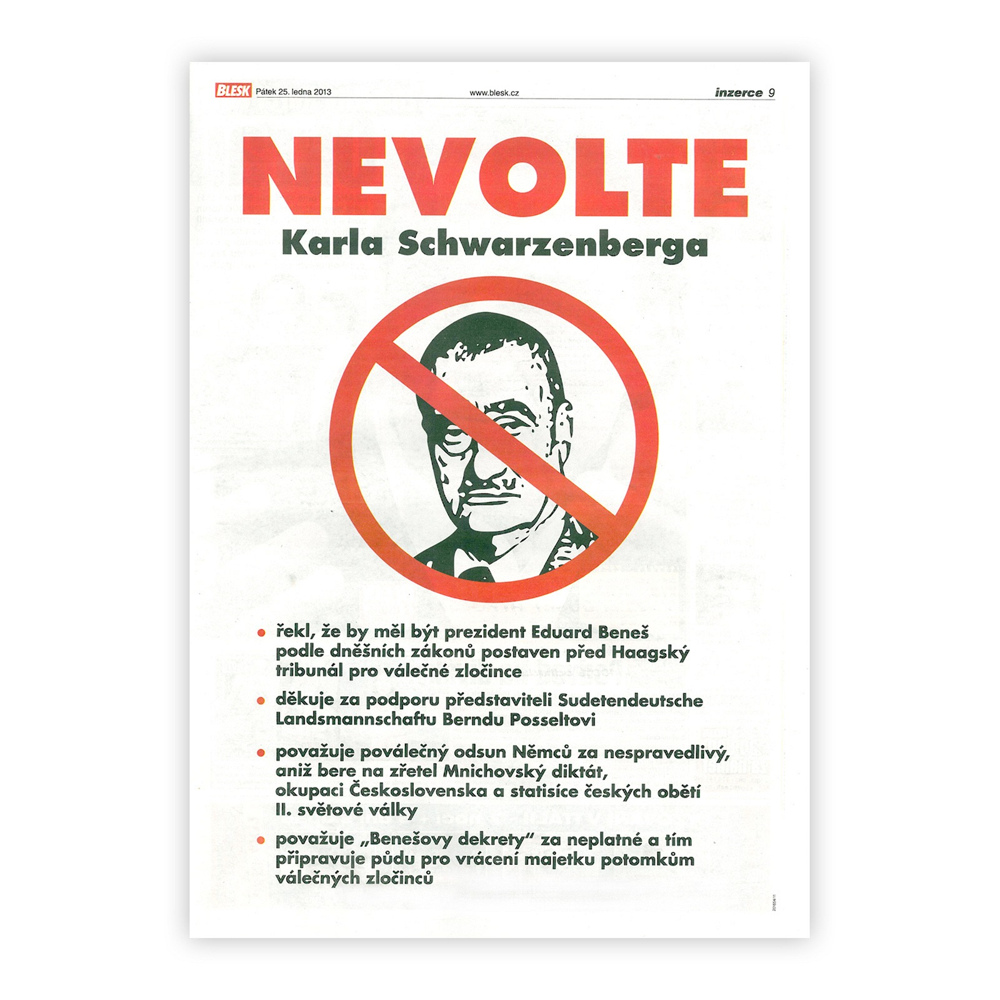 BLESK Pátek 25. ledna 2013 www.blesk.cz inzerce 9
NEVOLTE
Karla Schwarzenberga
• řekl, že by měl být prezident Eduard Beneš
podle dněšních zákonů postaven před Haagský
tribunál pro válečné zločince
• děkuje za podporu představiteli Sudetendeutsche
Landsmannschaftu Berndu Posseltovi
• považuje poválečný odsun Němců za nespravedlivý,
aniž bere na zřetel Mnichovský diktát,
okupaci Československa a statisíce českých obětí
II. světové války
• považuje „Benešovy dekrety“ za neplatné a tím
připravuje půdu pro vrácení majetku potomkům
válečných zločinců